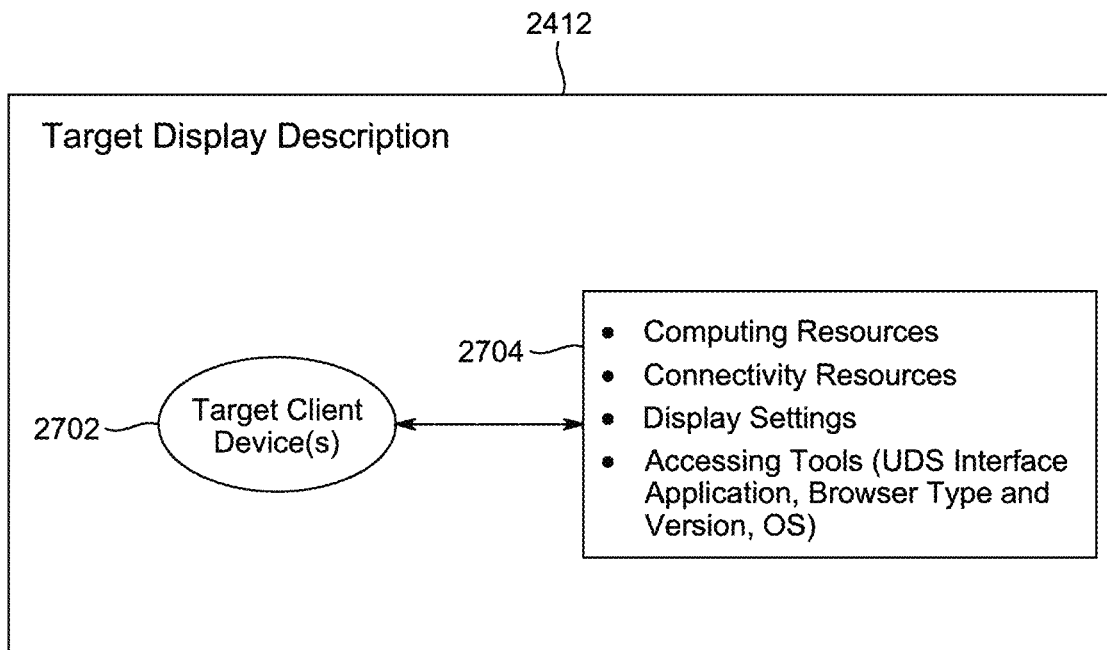 2412
Target Display Description
2702
Target Client
Device(s)
2704
• Computing Resources
• Connectivity Resources
• Display Settings
• Accessing Tools (UDS Interface
Application, Browser Type and
Version, OS)